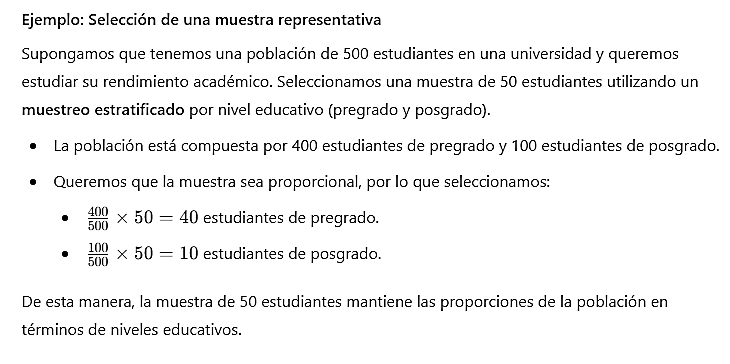 Ejemplo: Selección de una muestra representativa
Supongamos que tenemos una población de 500 estudiantes en una universidad y queremos
estudiar su rendimiento académico. Seleccionamos una muestra de 50 estudiantes utilizando un
muestreo estratificado por nivel educativo (pregrado y posgrado).
• La población está compuesta por 400 estudiantes de pregrado y 100 estudiantes de posgrado.
• Queremos que la muestra sea proporcional, por lo que seleccionamos:
• 400/500 × 50 = 40 estudiantes de pregrado.
• 100/500 × 50 = 10 estudiantes de posgrado.
De esta manera, la muestra de 50 estudiantes mantiene las proporciones de la población en
términos de niveles educativos.